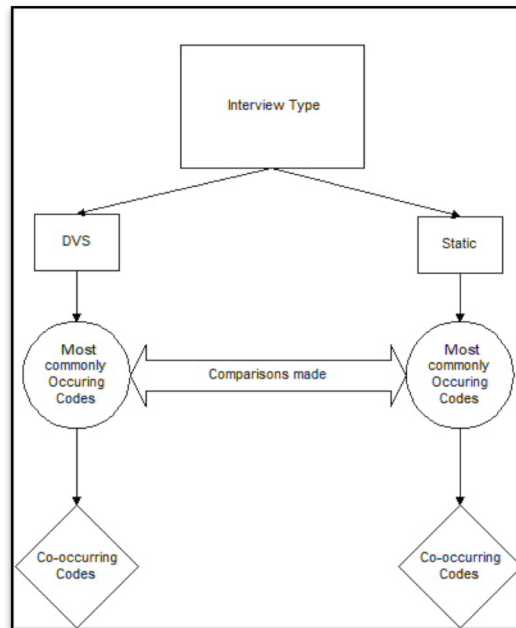 Interview Type
DVS
Static
Most
commonly
Occuring
Codes
Comparisons made
Most
commonly
Occuring
Codes
Co-occurring
Codes
Co-occurring
Codes